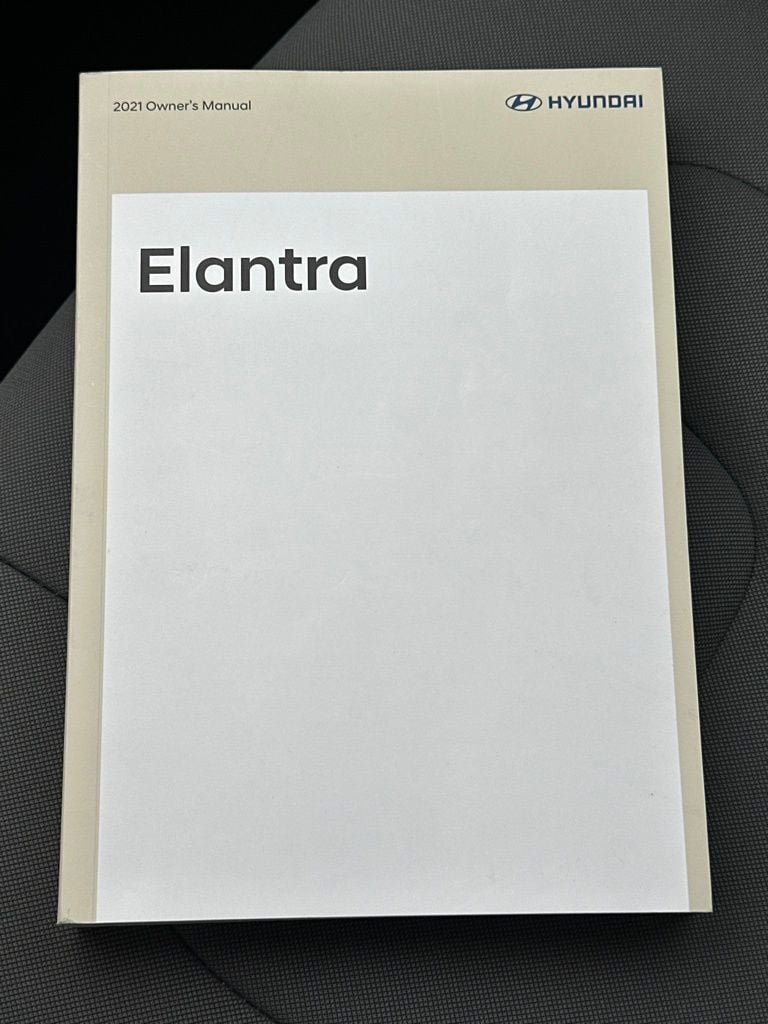 2021 Owner's Manual
HYUNDAI
Elantra